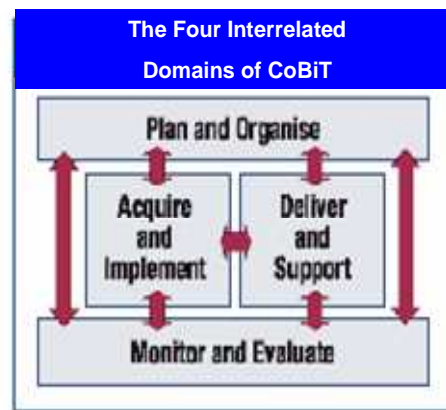 The Four Interrelated
Domains of CoBiT
Plan and Organise
Acquire
and
Implement
Deliver
and
Support
Monitor and Evaluate